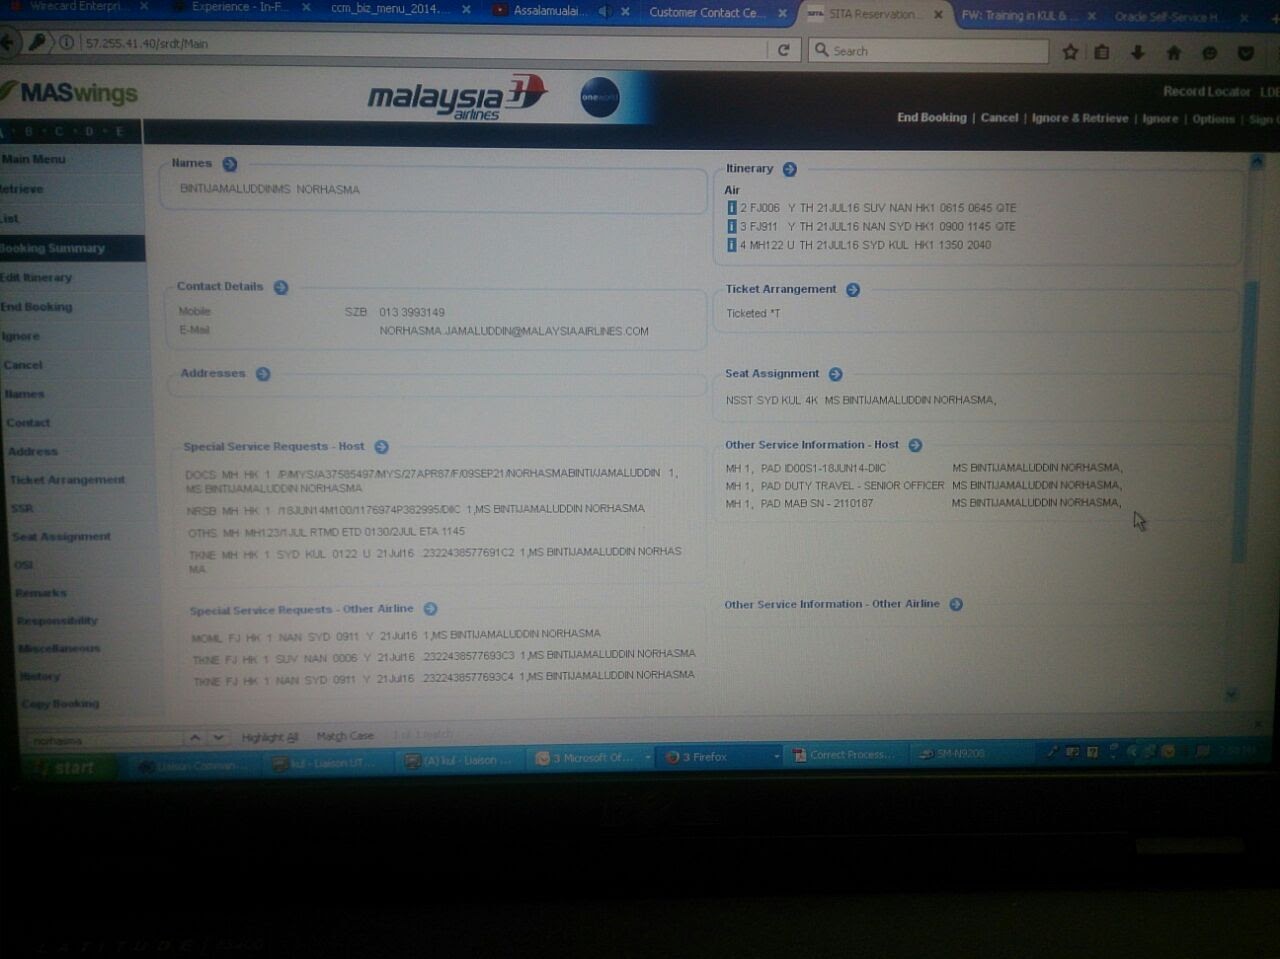 Wirecard Enterpri...
Experience - In-F...
ccm_biz_menu_2014....
Assalamualai...
Customer Contact Ce...
SITA Reservation...
FW: Training in KUL & ...
Oracle Self-Service H...
57.255.41.40/srdt/Main
Search
MASwings
malaysia airlines
oneworld
Record Locator
End Booking | Cancel | Ignore & Retrieve | Ignore | Options | Sign
B · C · D · E
Main Menu
etrieve
List
Booking Summary
Edit Itinerary
End Booking
Ignore
Cancel
Names
Contact
Address
Ticket Arrangement
SSR
Seat Assignment
OSI
Remarks
Responsibility
Miscellaneous
History
Copy Booking
Names
BINTIJAMALUDDINMS NORHASMA
Itinerary
Air
2 FJ006 Y TH 21JUL16 SUV NAN HK1 0615 0645 QTE
3 FJ911 Y TH 21JUL16 NAN SYD HK1 0900 1145 QTE
4 MH122 U TH 21JUL16 SYD KUL HK1 1350 2040
Contact Details
Mobile SZB 013 3993149
E-Mail NORHASMA.JAMALUDDIN@MALAYSIAAIRLINES.COM
Ticket Arrangement
Ticketed *T
Addresses
Seat Assignment
NSST SYD KUL 4K MS BINTIJAMALUDDIN NORHASMA,
Special Service Requests - Host
DOCS MH HK 1 /P/MYS/A37585497/MYS/27APR87/F/09SEP21/NORHASMABINTI/JAMALUDDIN 1,
MS BINTIJAMALUDDIN NORHASMA
NRSB MH HK 1 /18JUN14M100/1176974P382995/DIIC 1,MS BINTIJAMALUDDIN NORHASMA
OTHS MH MH123/1JUL RTMD ETD 0130/2JUL ETA 1145
TKNE MH HK 1 SYD KUL 0122 U 21Jul16 .2322438577691C2 1,MS BINTIJAMALUDDIN NORHAS
MA
Other Service Information - Host
MH 1, PAD ID00S1-18JUN14-DIIC MS BINTIJAMALUDDIN NORHASMA,
MH 1, PAD DUTY TRAVEL - SENIOR OFFICER MS BINTIJAMALUDDIN NORHASMA,
MH 1, PAD MAB SN - 2110187 MS BINTIJAMALUDDIN NORHASMA,
Special Service Requests - Other Airline
MOML FJ HK 1 NAN SYD 0911 Y 21Jul16 1,MS BINTIJAMALUDDIN NORHASMA
TKNE FJ HK 1 SUV NAN 0006 Y 21Jul16 .2322438577693C3 1,MS BINTIJAMALUDDIN NORHASMA
TKNE FJ HK 1 NAN SYD 0911 Y 21Jul16 .2322438577693C4 1,MS BINTIJAMALUDDIN NORHASMA
Other Service Information - Other Airline
norhasma
Highlight All Match Case 1 of 1 match
start
Liaison Comman...
kul - Liaison UT...
(A) kul - Liaison ...
3 Microsoft Of...
3 Firefox
Correct Process...
SM-N9208
LATITUDE